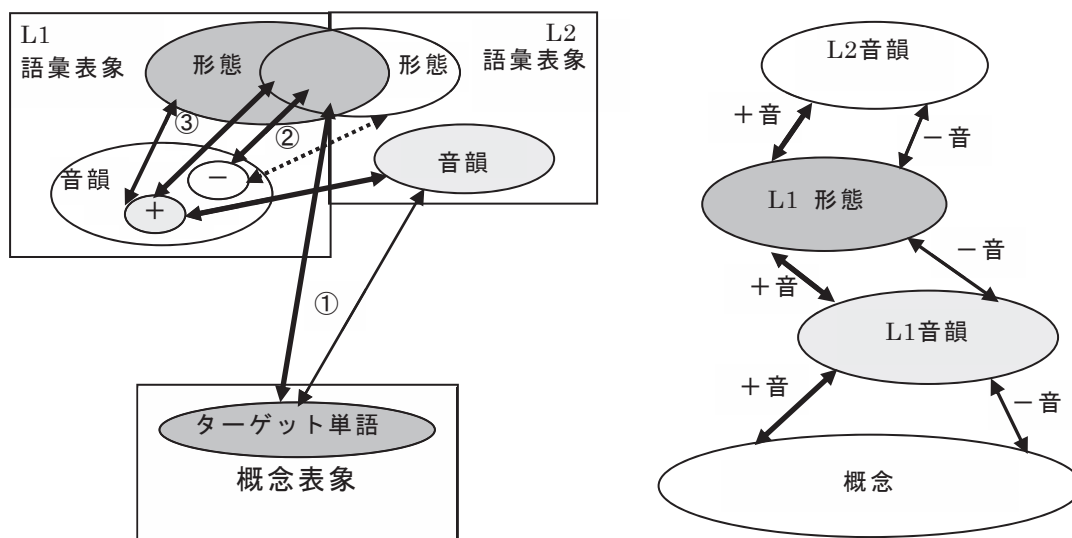 L1
語彙表象
形態
形態
L2
語彙表象
③
②
音韻
－
＋
音韻
①
ターゲット単語
概念表象
L2音韻
＋音
－音
L1 形態
＋音
－音
L1音韻
＋音
－音
概念